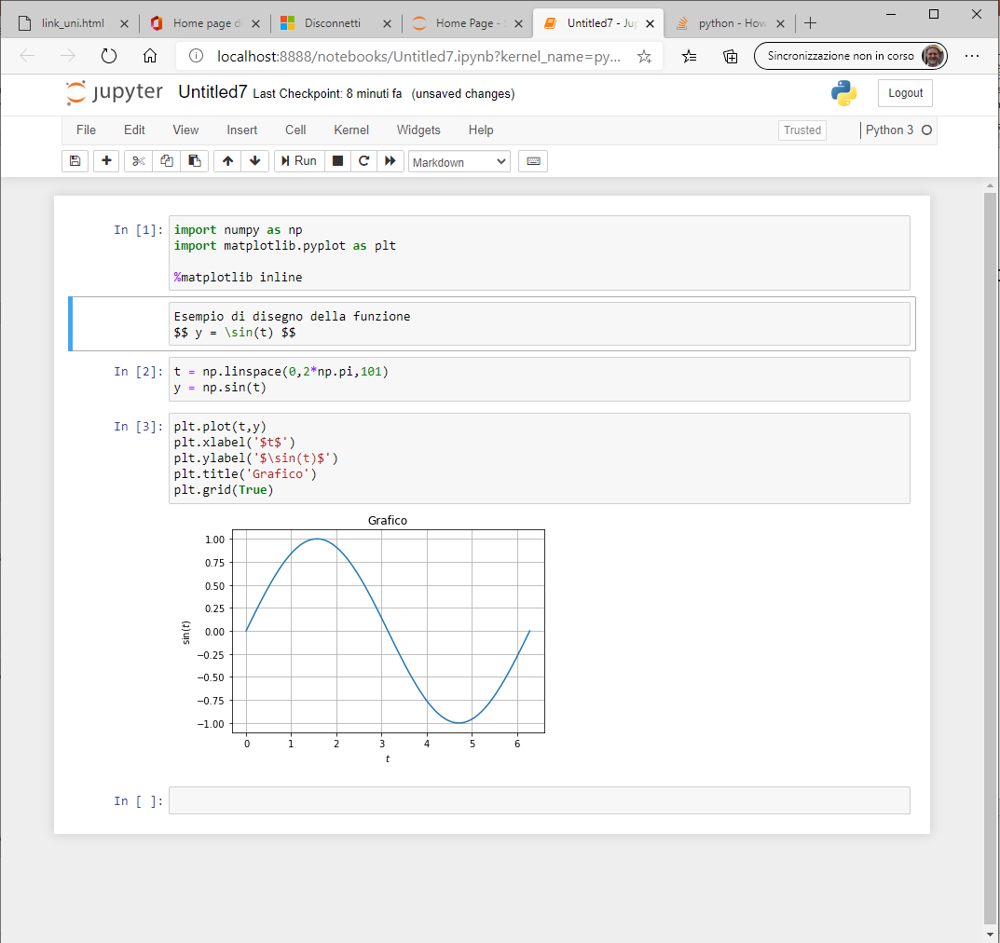 link_uni.html
Home page d
Disconnetti
Home Page -
Untitled7 - Ju
python - How
localhost:8888/notebooks/Untitled7.ipynb?kernel_name=py...
Sincronizzazione non in corso
jupyter Untitled7 Last Checkpoint: 8 minuti fa (unsaved changes)
Logout
File Edit View Insert Cell Kernel Widgets Help
Trusted
Python 3
Run
Markdown
In [1]: import numpy as np
import matplotlib.pyplot as plt
%matplotlib inline
Esempio di disegno della funzione
$$ y = \sin(t) $$
In [2]: t = np.linspace(0,2*np.pi,101)
y = np.sin(t)
In [3]: plt.plot(t,y)
plt.xlabel('$t$')
plt.ylabel('$\sin(t)$')
plt.title('Grafico')
plt.grid(True)
Grafico
1.00
0.75
0.50
0.25
0.00
−0.25
−0.50
−0.75
−1.00
sin(t)
0 1 2 3 4 5 6
t
In [ ]: